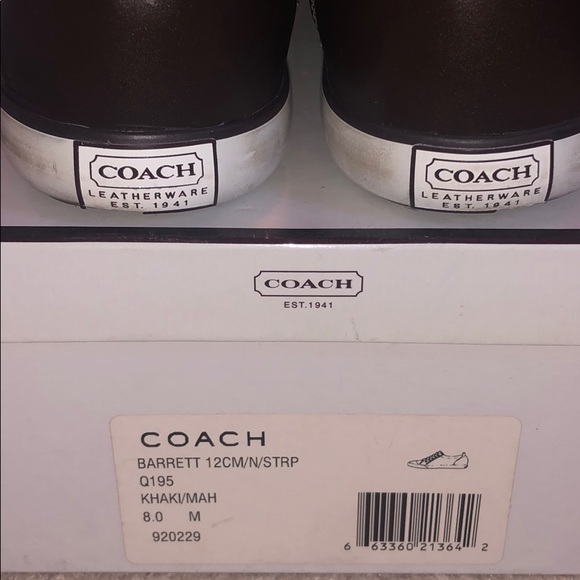 COACH
LEATHERWARE
EST. 1941
COACH
LEATHERWARE
EST. 1941
COACH
EST. 1941
COACH
BARRETT 12CM/N/STRP
Q195
KHAKI/MAH
8.0 M
920229
6 63360 21364 2